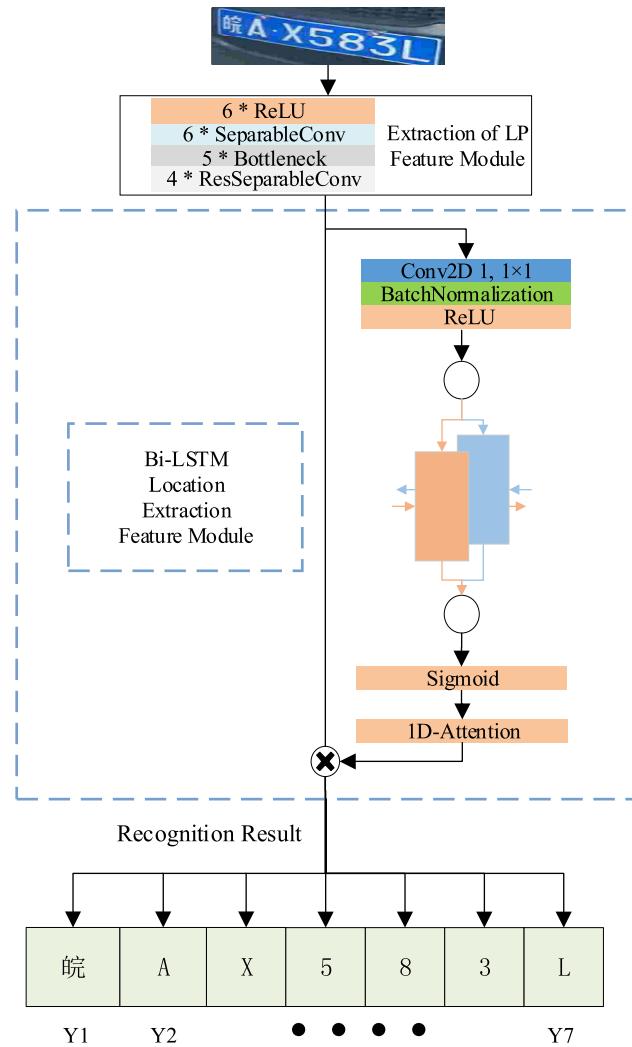 皖A·X583L
6 * ReLU
6 * SeparableConv
5 * Bottleneck
4 * ResSeparableConv
Extraction of LP
Feature Module
Conv2D 1, 1×1
BatchNormalization
ReLU
Bi-LSTM
Location
Extraction
Feature Module
Sigmoid
1D-Attention
Recognition Result
皖 A X 5 8 3 L
Y1 Y2 Y7